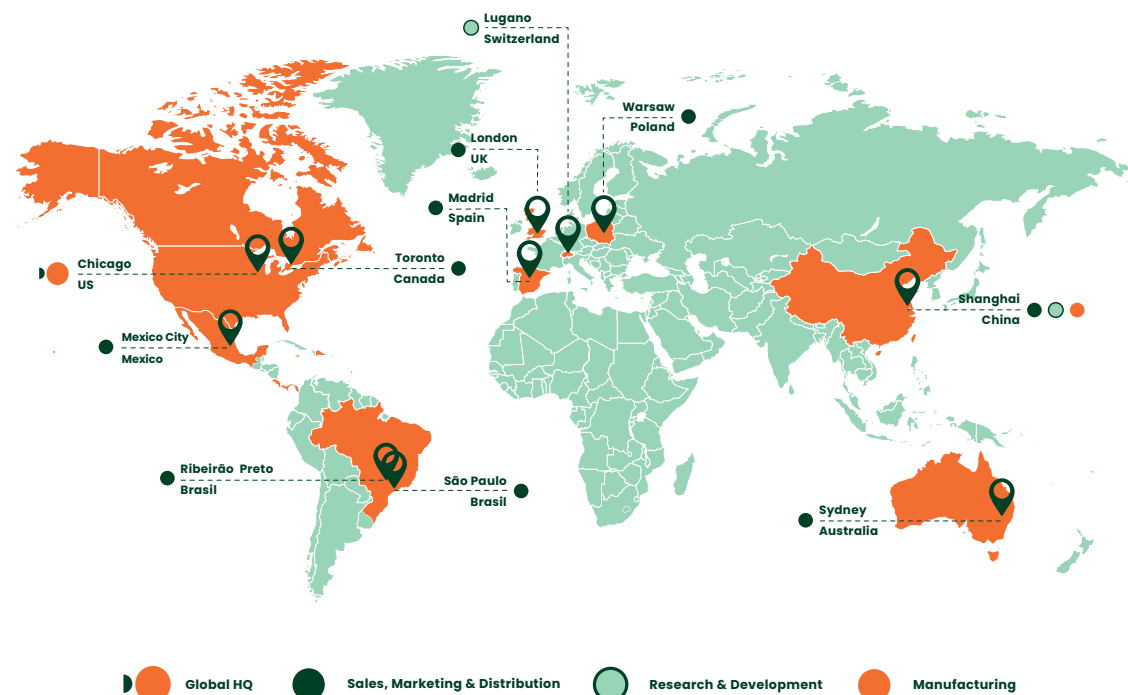 Lugano
Switzerland
Warsaw
Poland
London
UK
Madrid
Spain
Toronto
Canada
Chicago
US
Shanghai
China
Mexico City
Mexico
Ribeirão Preto
Brasil
São Paulo
Brasil
Sydney
Australia
Global HQ
Sales, Marketing & Distribution
Research & Development
Manufacturing